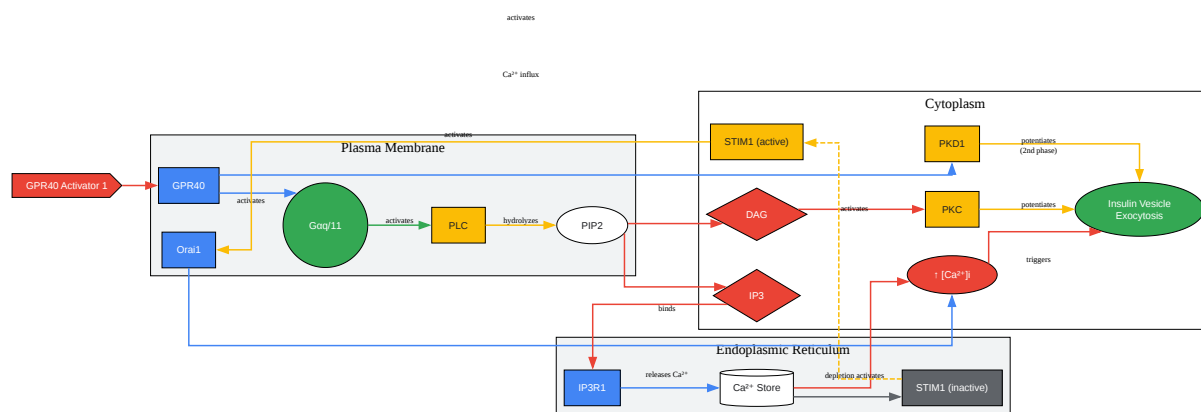 activates
Ca²⁺ influx
Cytoplasm
Plasma Membrane
activates
STIM1 (active)
PKD1
potentiates
(2nd phase)
GPR40 Activator 1
GPR40
activates
Gαq/11
activates
PLC
hydrolyzes
PIP2
DAG
activates
PKC
potentiates
Insulin Vesicle
Exocytosis
Orai1
triggers
↑ [Ca²⁺]i
IP3
binds
Endoplasmic Reticulum
IP3R1
releases Ca²⁺
Ca²⁺ Store
depletion activates
STIM1 (inactive)